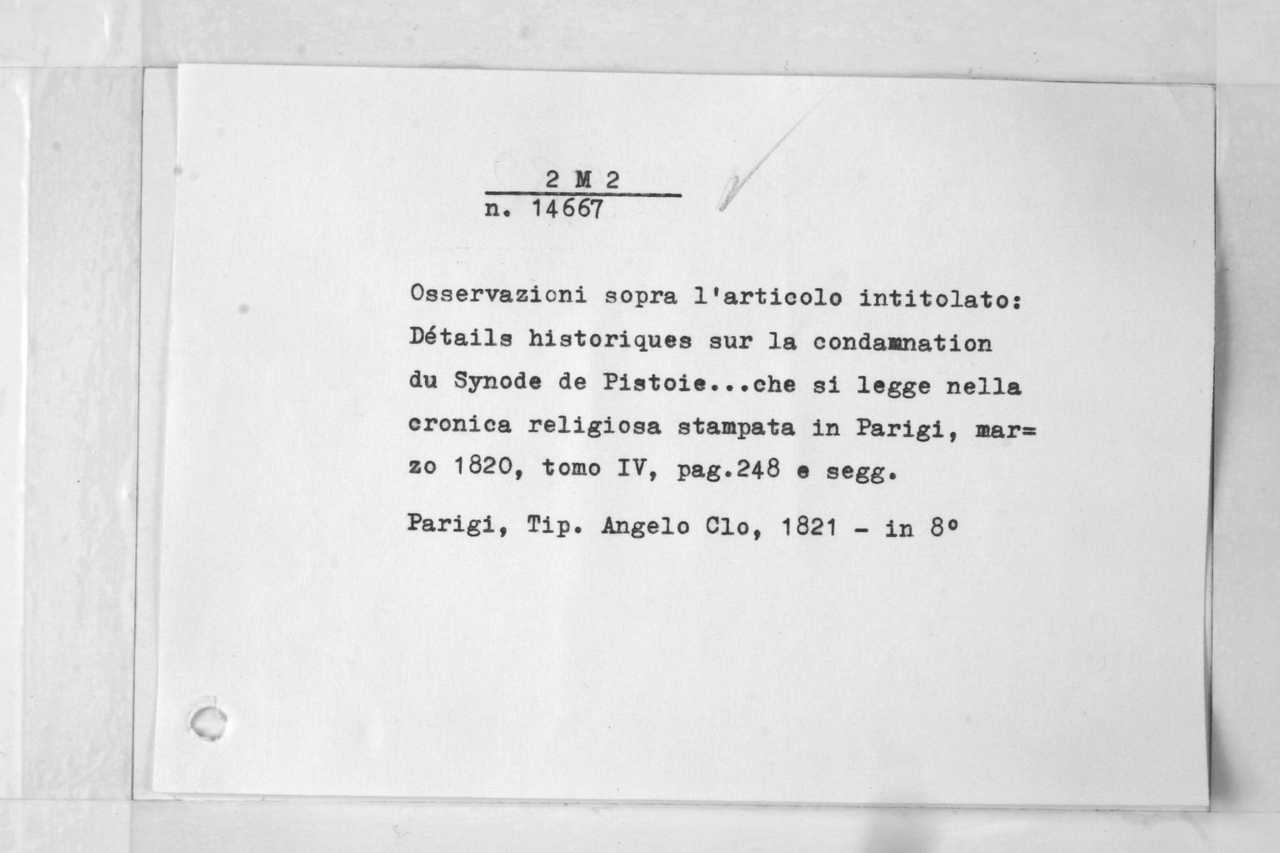 2 M 2
n. 14667
Osservazioni sopra l'articolo intitolato:
Détails historiques sur la condamnation
du Synode de Pistoie...che si legge nella
cronica religiosa stampata in Parigi, mar=
zo 1820, tomo IV, pag.248 e segg.
Parigi, Tip. Angelo Clo, 1821 - in 8º